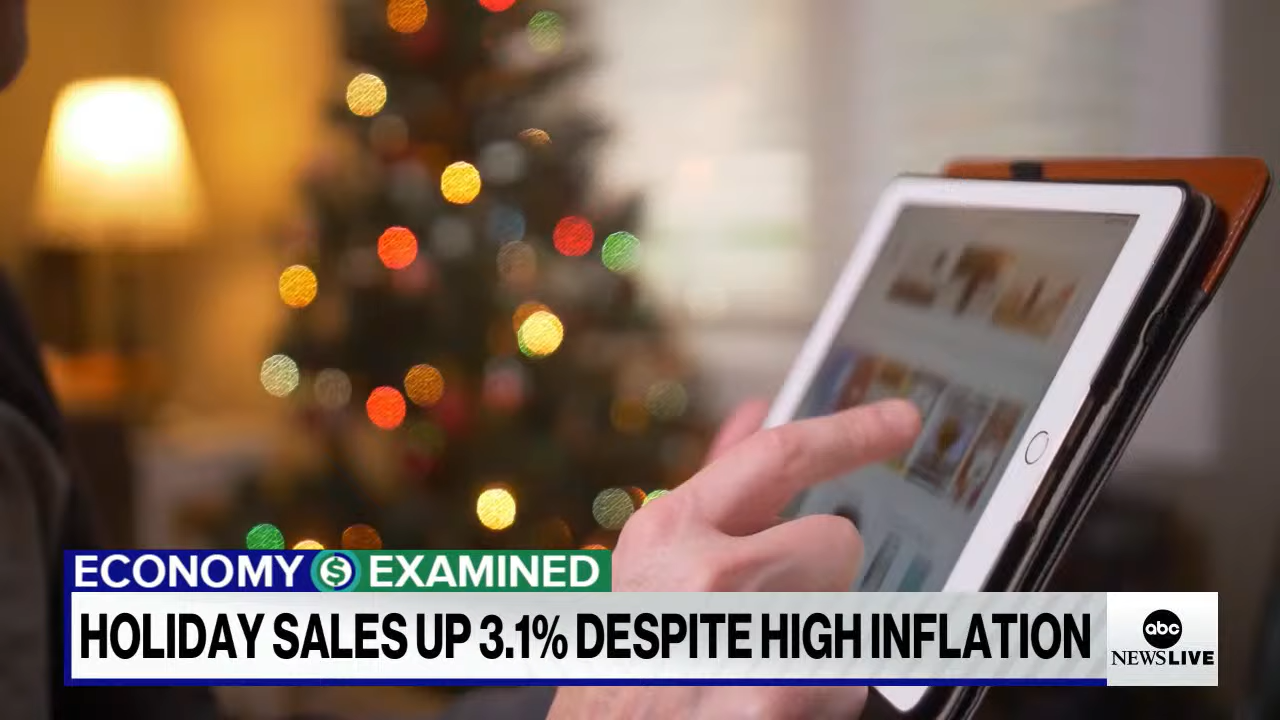 ECONOMY $ EXAMINED
HOLIDAY SALES UP 3.1% DESPITE HIGH INFLATION
abc
NEWSLIVE